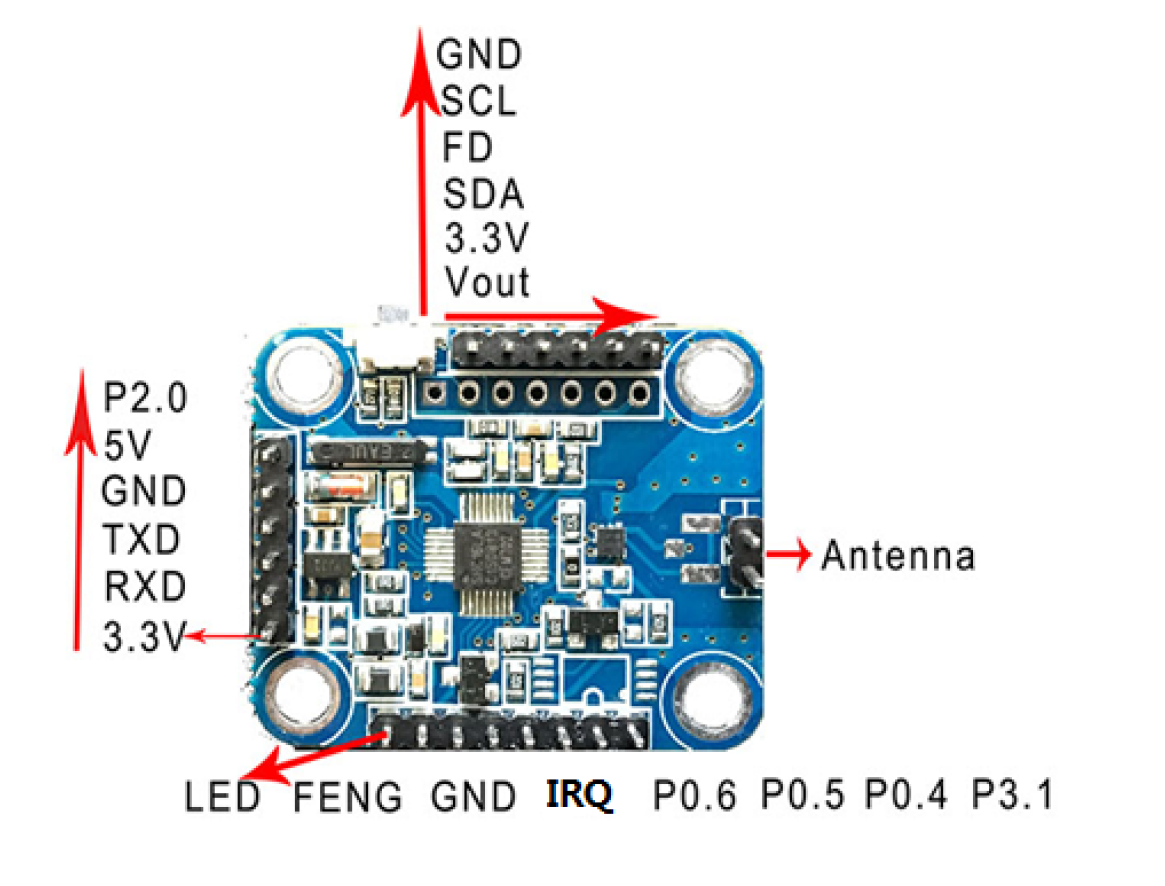 GND
SCL
FD
SDA
3.3V
Vout
P2.0
5V
GND
TXD
RXD
3.3V
Antenna
LED FENG GND IRQ P0.6 P0.5 P0.4 P3.1